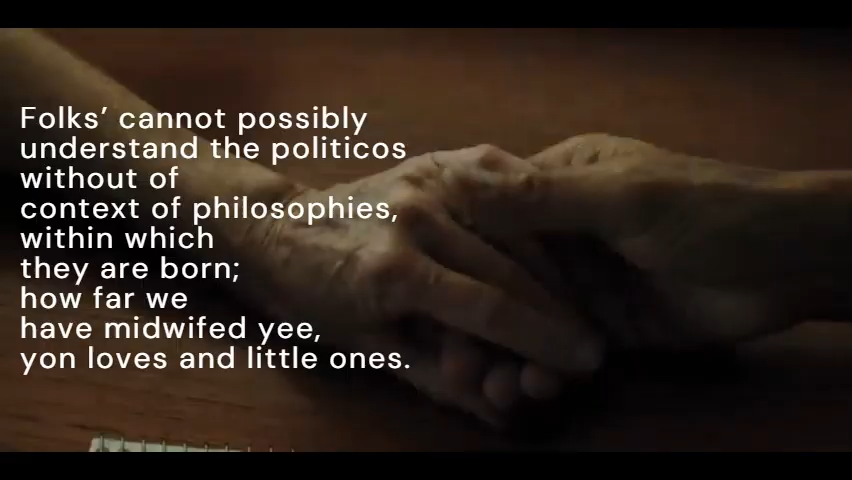 Folks’ cannot possibly
understand the politicos
without of
context of philosophies,
within which
they are born;
how far we
have midwifed yee,
yon loves and little ones.